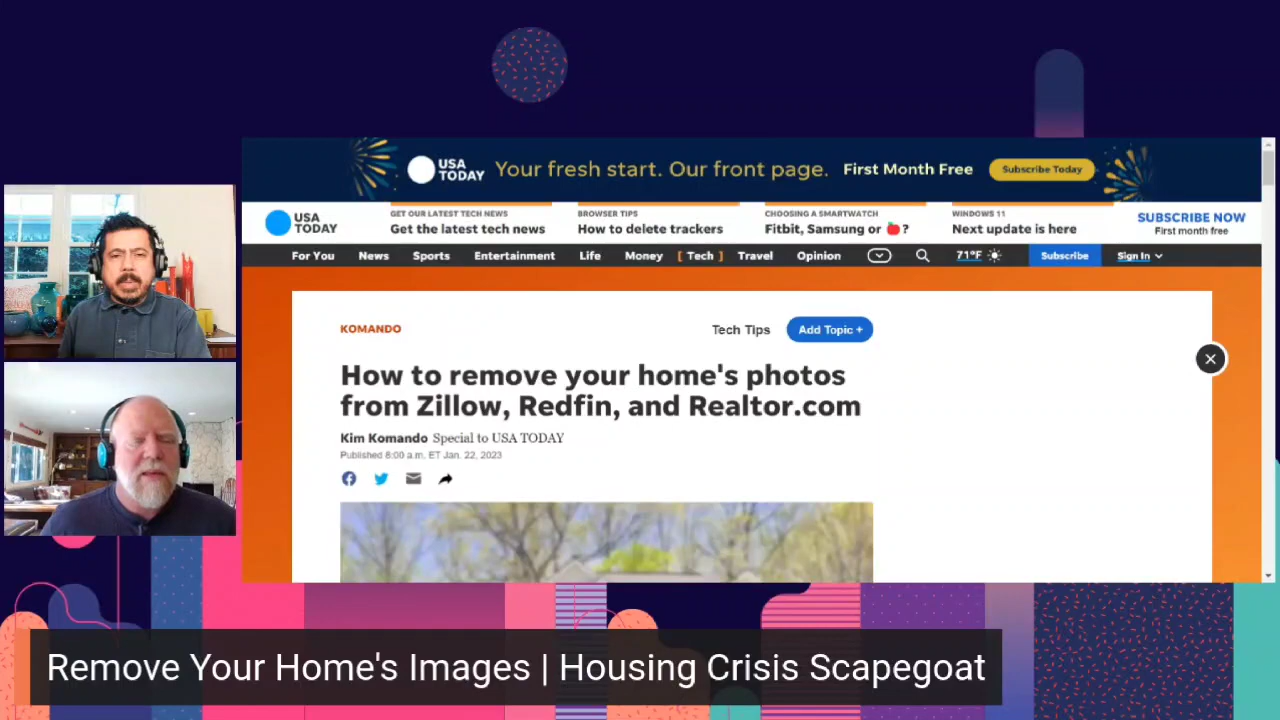 USA
TODAY
Your fresh start. Our front page.
First Month Free
Subscribe Today
USA
TODAY
GET OUR LATEST TECH NEWS
Get the latest tech news
BROWSER TIPS
How to delete trackers
CHOOSING A SMARTWATCH
Fitbit, Samsung or 🍎?
WINDOWS 11
Next update is here
SUBSCRIBE NOW
First month free
For You News Sports Entertainment Life Money [ Tech ] Travel Opinion 71°F Subscribe Sign In
KOMANDO
Tech Tips Add Topic +
How to remove your home's photos
from Zillow, Redfin, and Realtor.com
Kim Komando Special to USA TODAY
Published 8:00 a.m. ET Jan. 22, 2023
Remove Your Home's Images | Housing Crisis Scapegoat